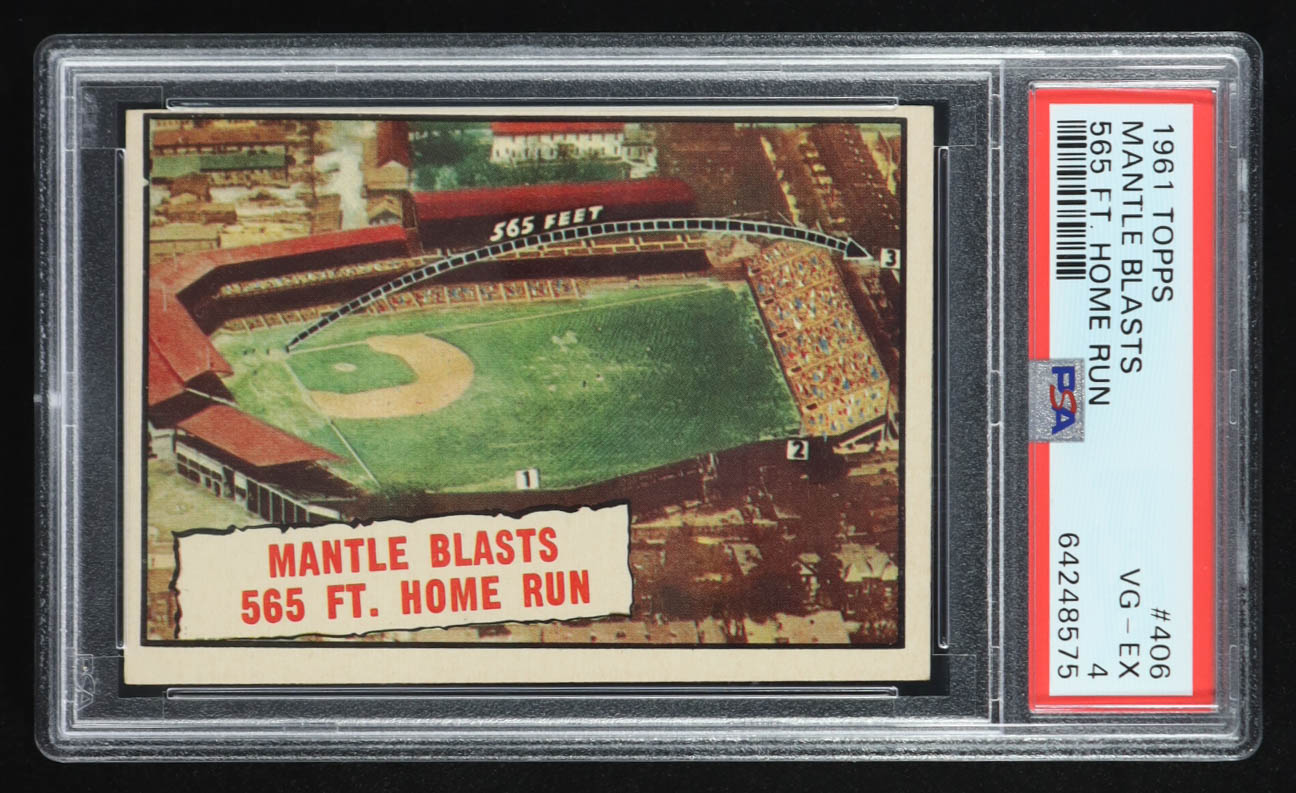 565 FEET
3
2
1
MANTLE BLASTS
565 FT. HOME RUN
1961 TOPPS #406
MANTLE BLASTS VG-EX
565 FT. HOME RUN 4
64248575
PSA